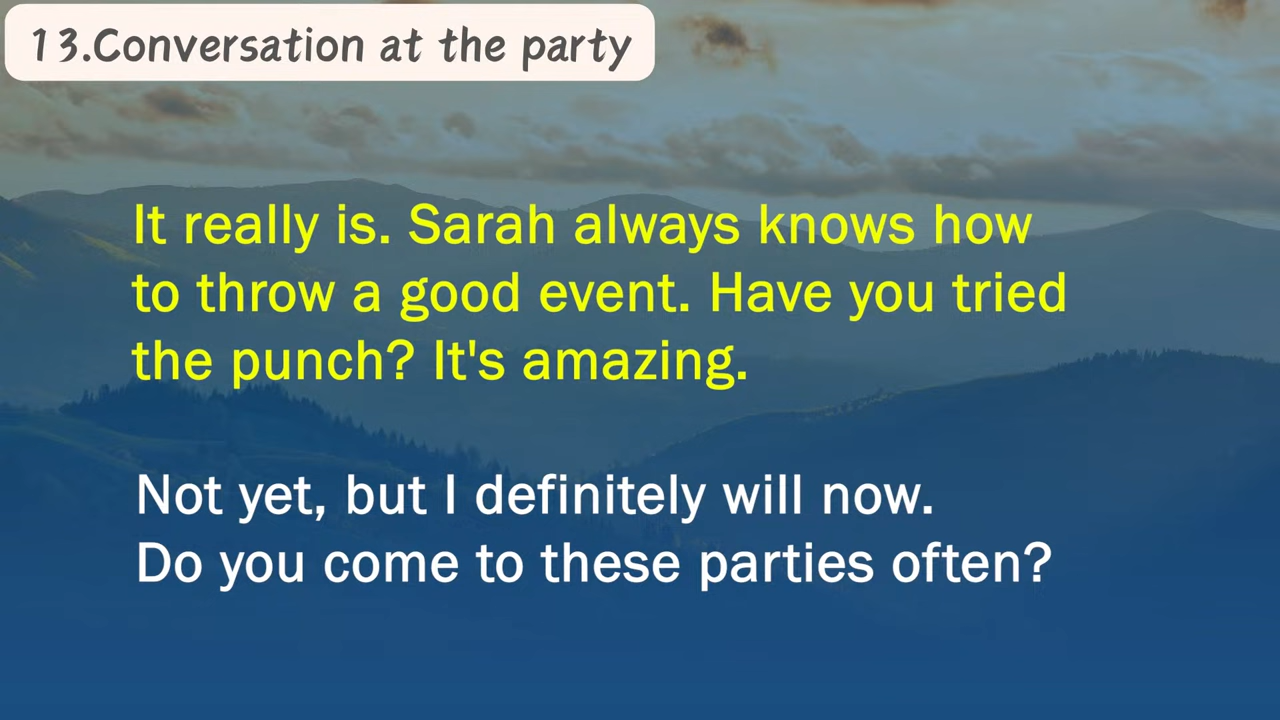 13.Conversation at the party
It really is. Sarah always knows how
to throw a good event. Have you tried
the punch? It's amazing.
Not yet, but I definitely will now.
Do you come to these parties often?